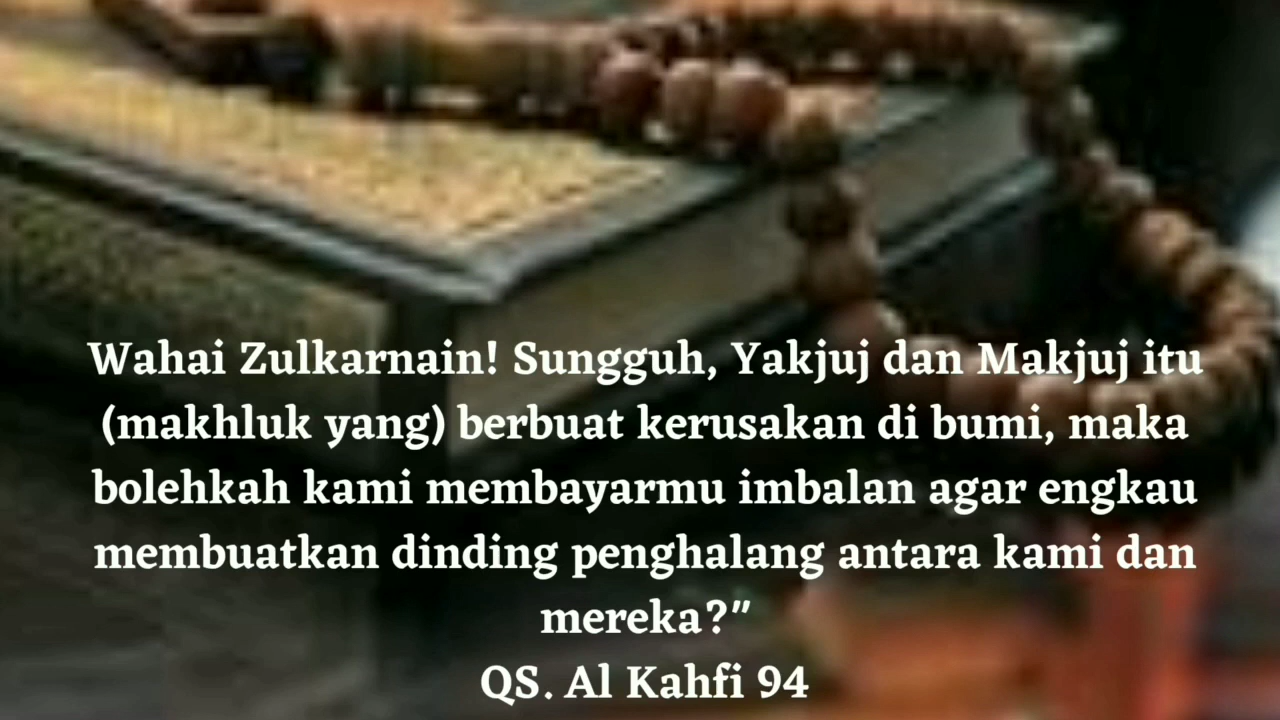 Wahai Zulkarnain! Sungguh, Yakjuj dan Makjuj itu
(makhluk yang) berbuat kerusakan di bumi, maka
bolehkah kami membayarmu imbalan agar engkau
membuatkan dinding penghalang antara kami dan
mereka?"
QS. Al Kahfi 94